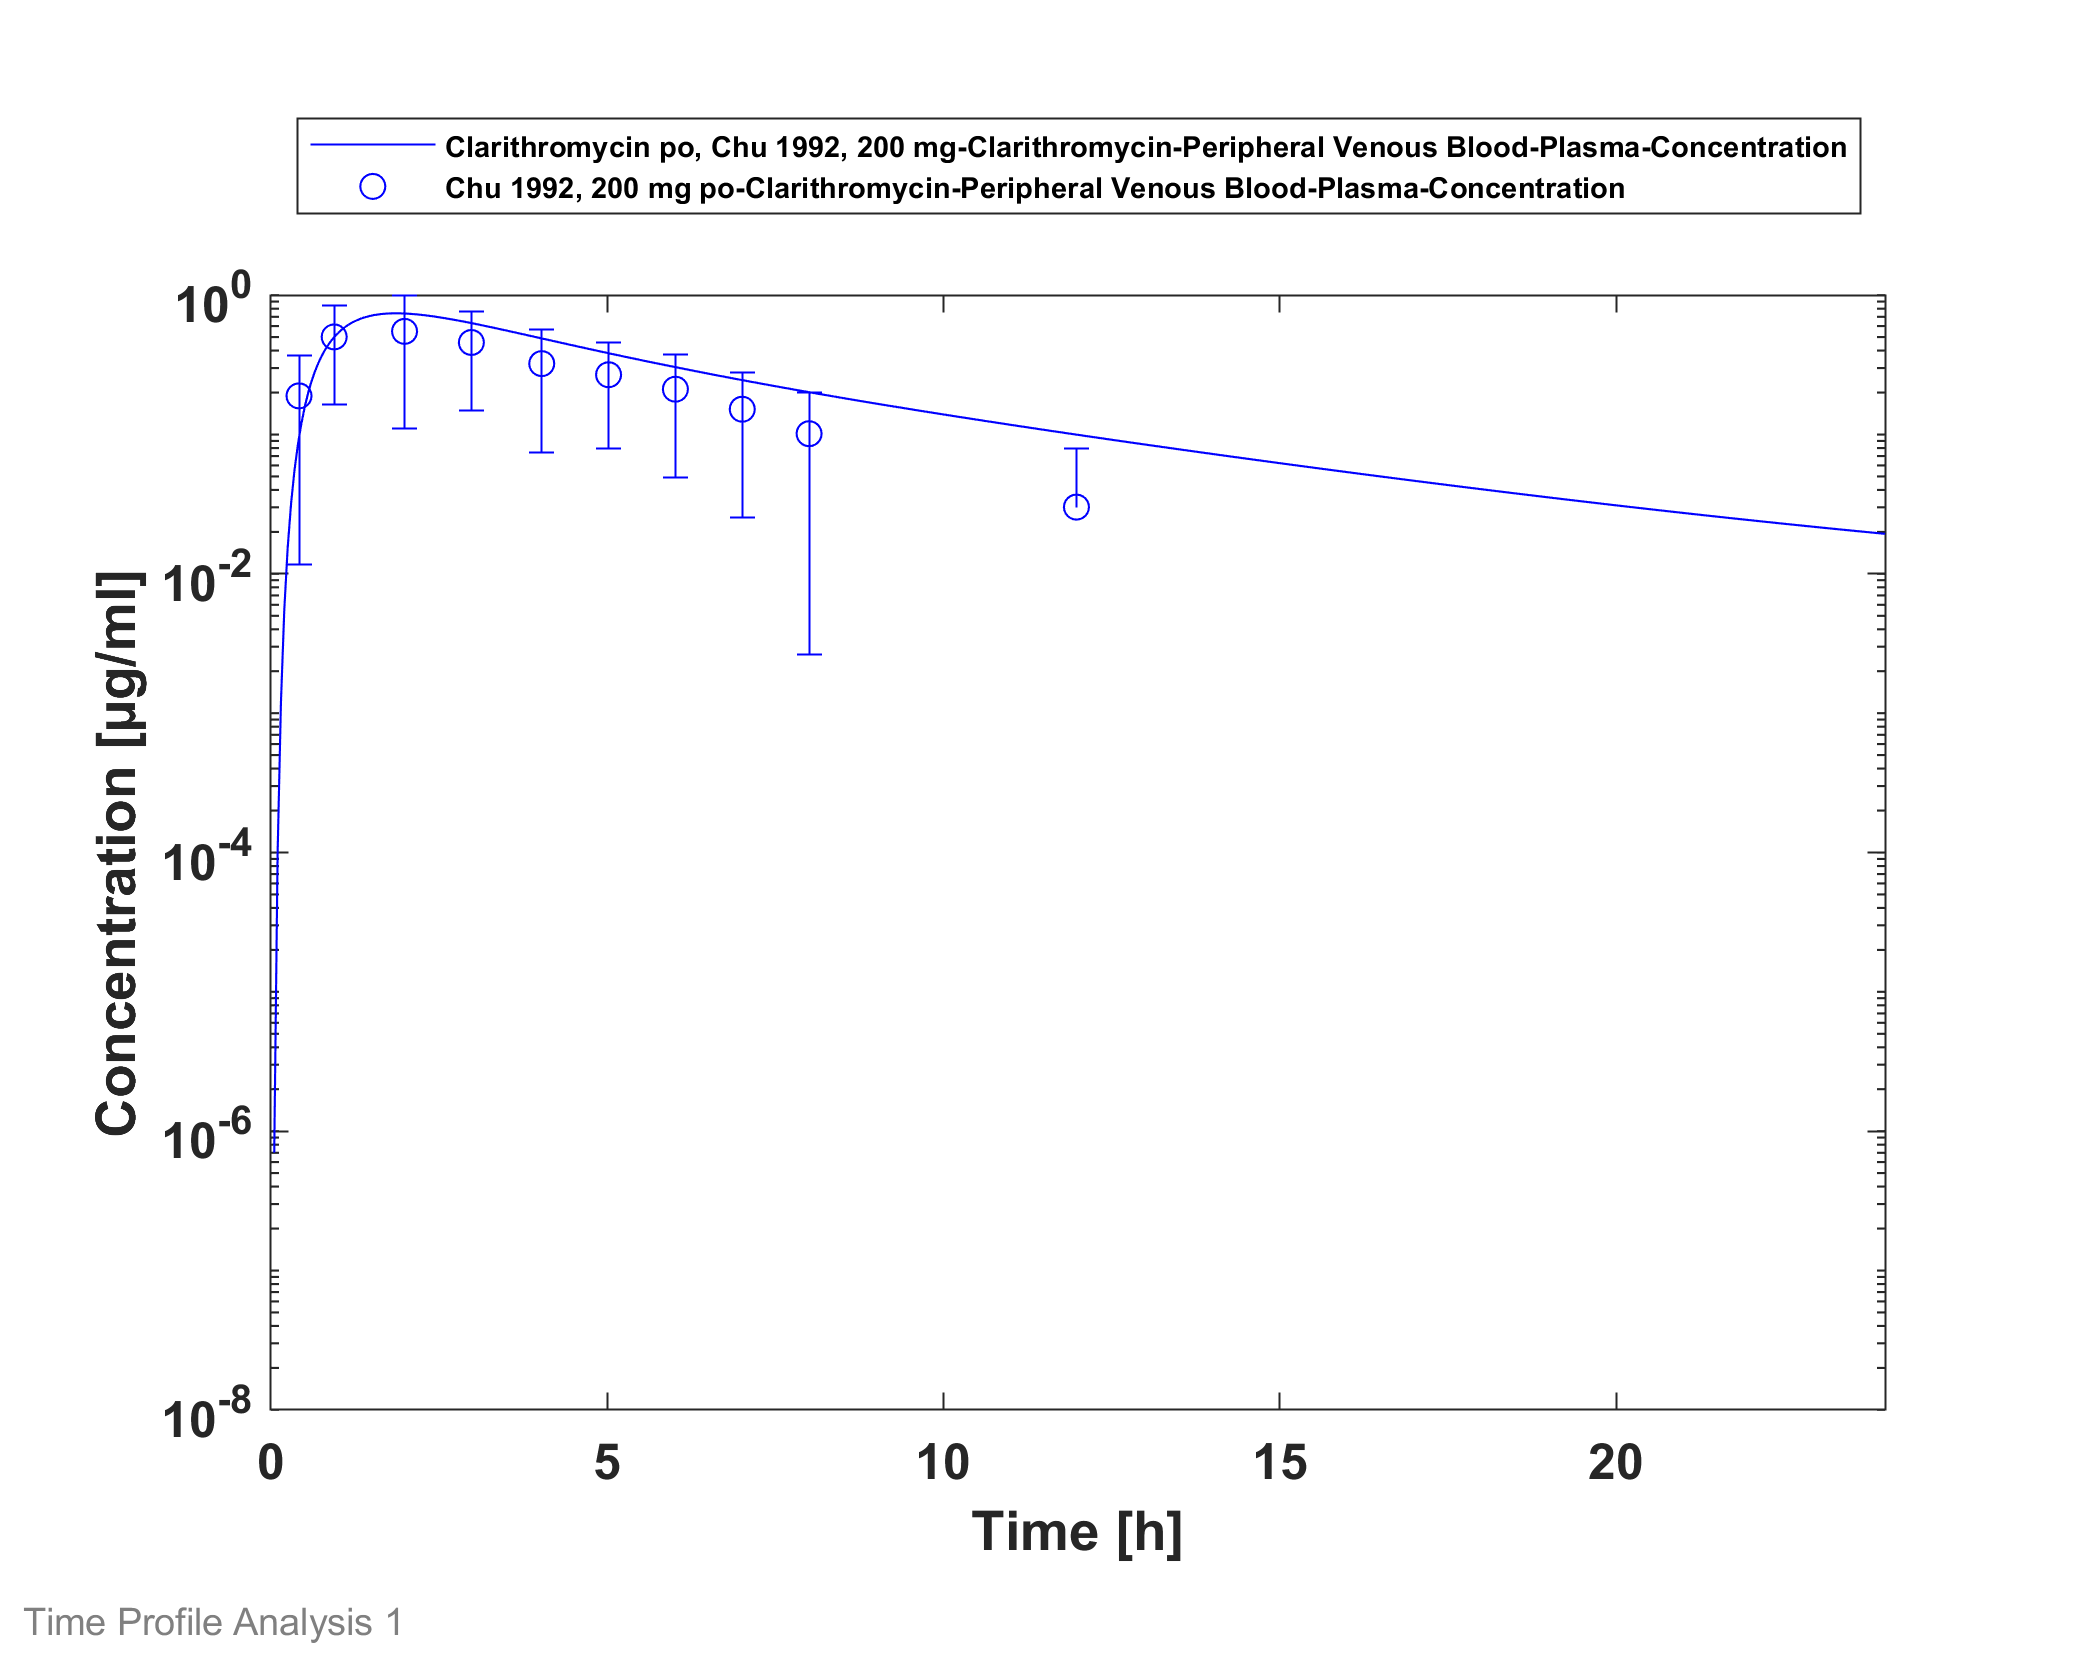 Clarithromycin po, Chu 1992, 200 mg-Clarithromycin-Peripheral Venous Blood-Plasma-Concentration
Chu 1992, 200 mg po-Clarithromycin-Peripheral Venous Blood-Plasma-Concentration
10^0
10^-2
10^-4
10^-6
10^-8
Concentration [µg/ml]
0 5 10 15 20
Time [h]
Time Profile Analysis 1